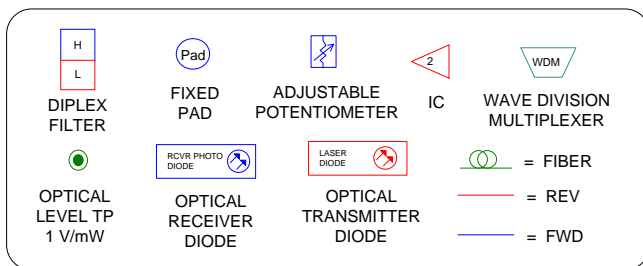 H
L
DIPLEX
FILTER
Pad
FIXED
PAD
ADJUSTABLE
POTENTIOMETER
2
IC
WDM
WAVE DIVISION
MULTIPLEXER
OPTICAL
LEVEL TP
1 V/mW
RCVR PHOTO
DIODE
OPTICAL
RECEIVER
DIODE
LASER
DIODE
OPTICAL
TRANSMITTER
DIODE
= FIBER
= REV
= FWD